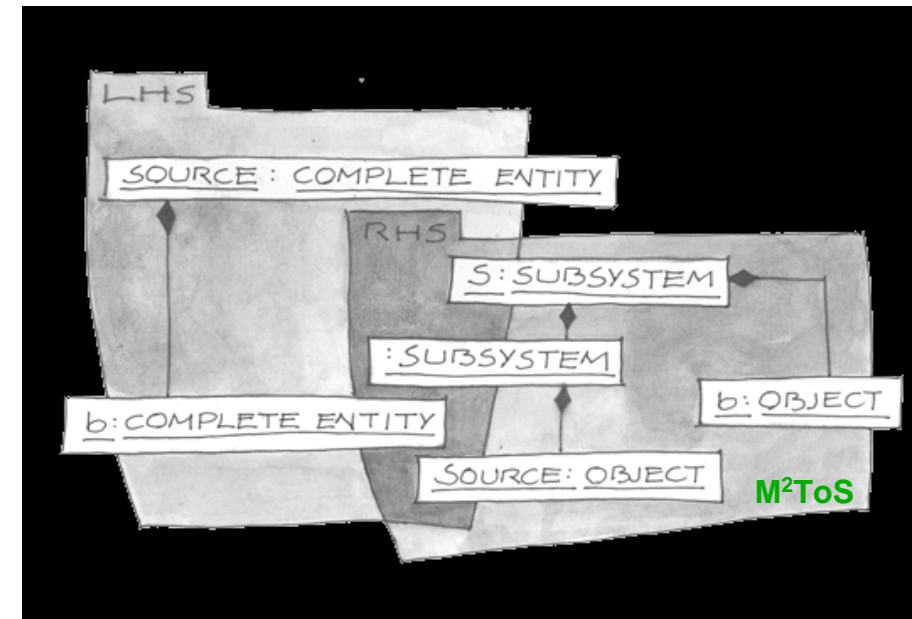 LHS
SOURCE: COMPLETE ENTITY
RHS
S:SUBSYSTEM
:SUBSYSTEM
b:OBJECT
b:COMPLETE ENTITY
SOURCE: OBJECT
M²ToS